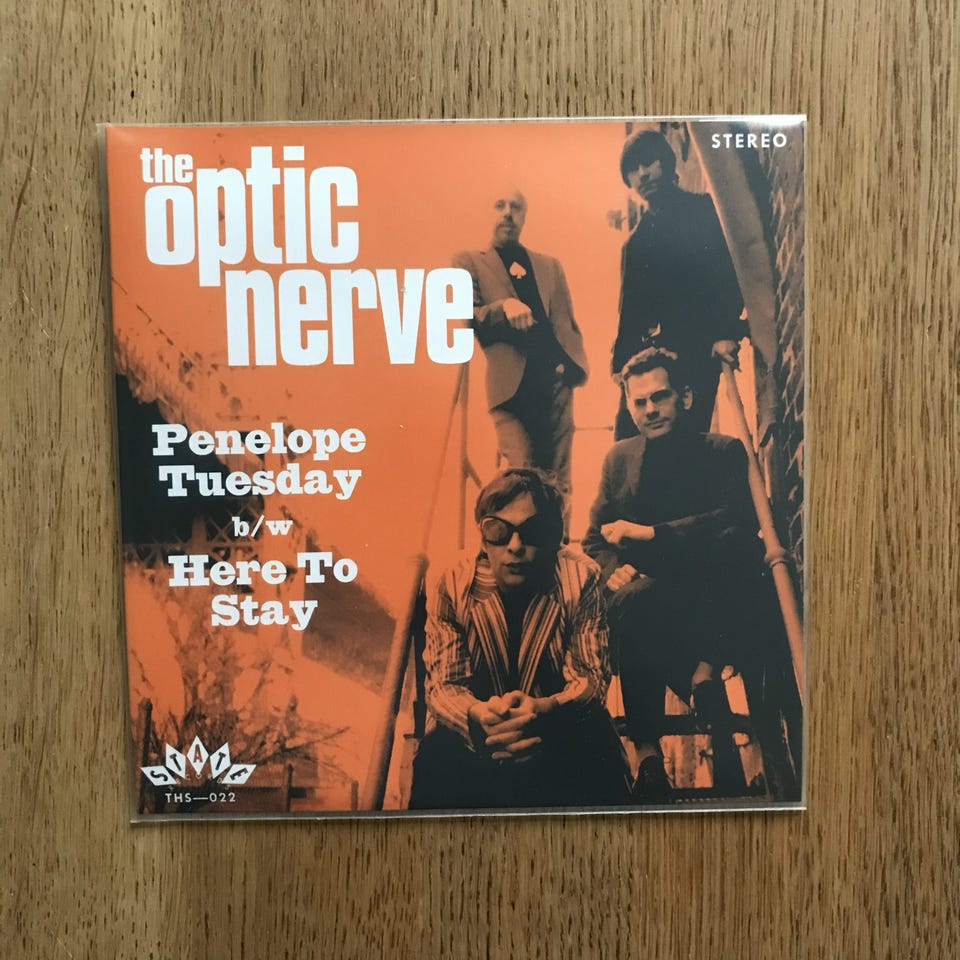 the
optic
nerve
STEREO
Penelope
Tuesday
b/w
Here To
Stay
STATE
THS—022